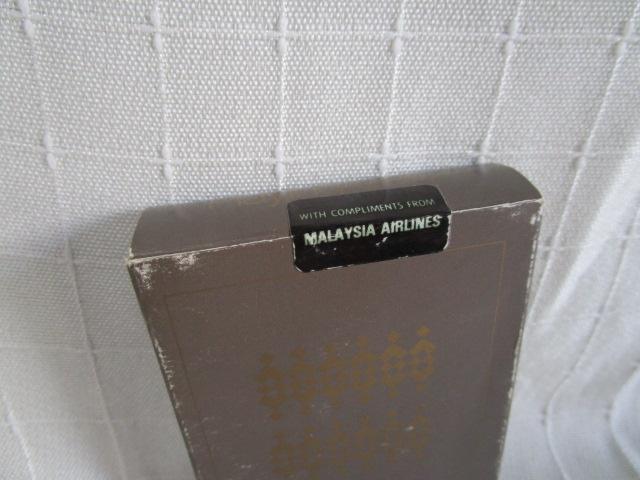 WITH COMPLIMENTS FROM
MALAYSIA AIRLINES